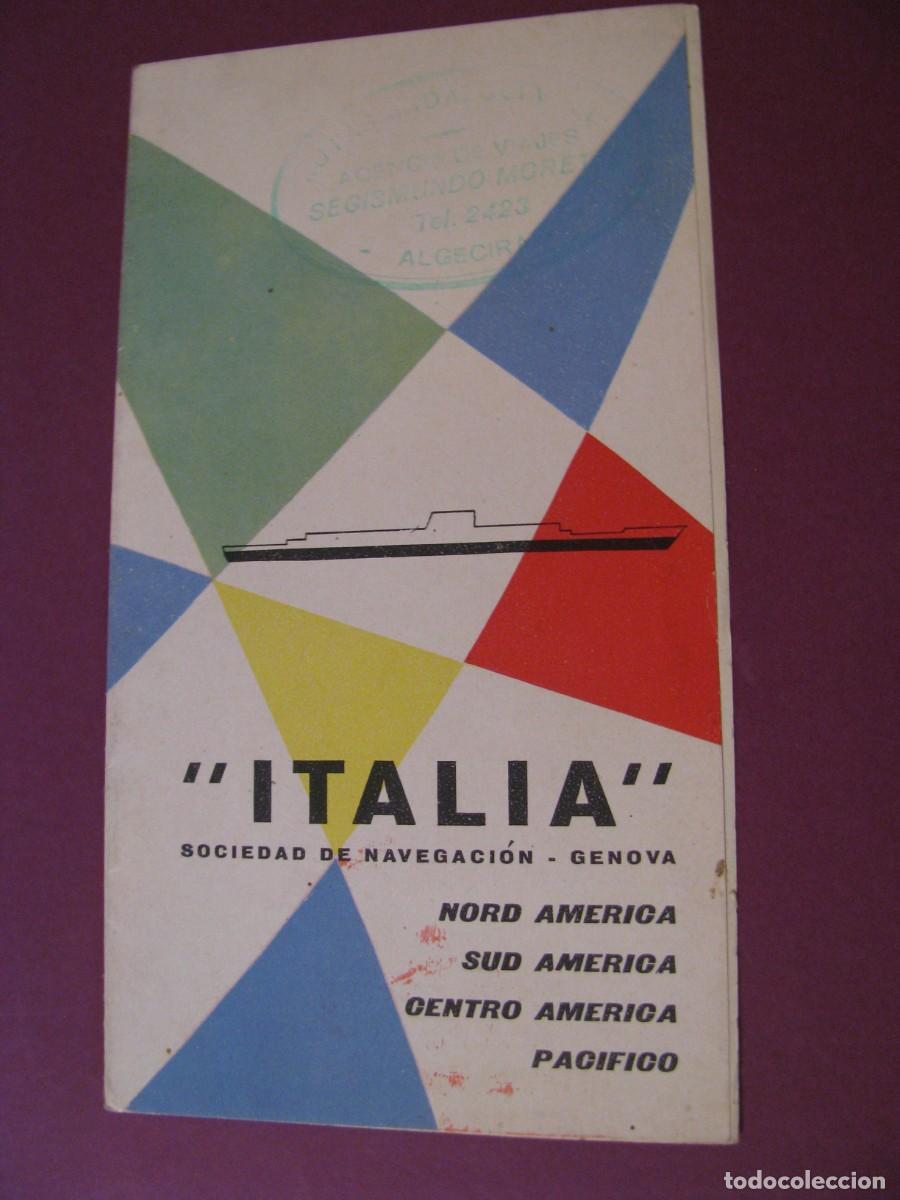 AGENCIA DE VIAJES
SEGISMUNDO MORET
Tel. 2423
ALGECIRAS
"ITALIA"
SOCIEDAD DE NAVEGACIÓN - GENOVA
NORD AMERICA
SUD AMERICA
CENTRO AMERICA
PACIFICO
todocoleccion